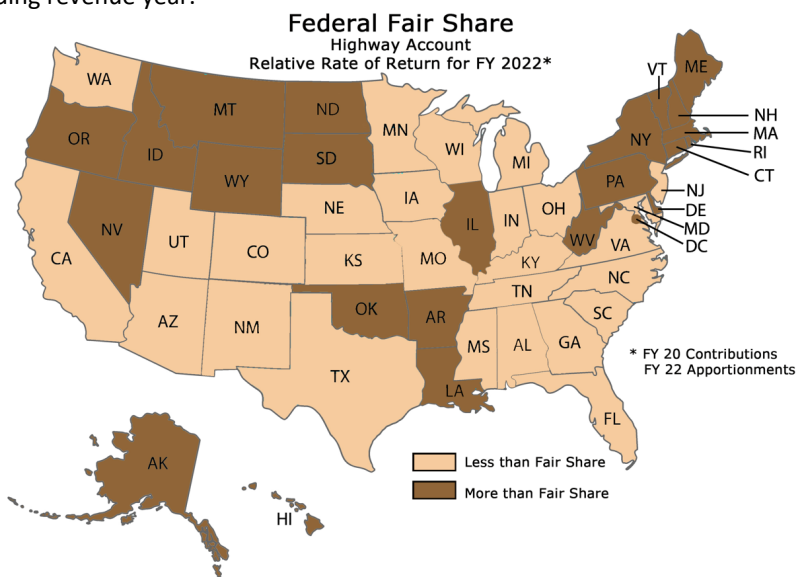 ding revenue year.
Federal Fair Share
Highway Account
Relative Rate of Return for FY 2022*
WA
OR
ID
MT
ND
SD
WY
NV
CA
UT
CO
AZ
NM
NE
KS
OK
TX
MN
IA
MO
AR
LA
WI
IL
MI
IN
OH
KY
TN
MS
AL
GA
FL
SC
NC
VA
WV
PA
NY
VT
ME
NH
MA
RI
CT
NJ
DE
MD
DC
AK
HI
* FY 20 Contributions
FY 22 Apportionments
Less than Fair Share
More than Fair Share